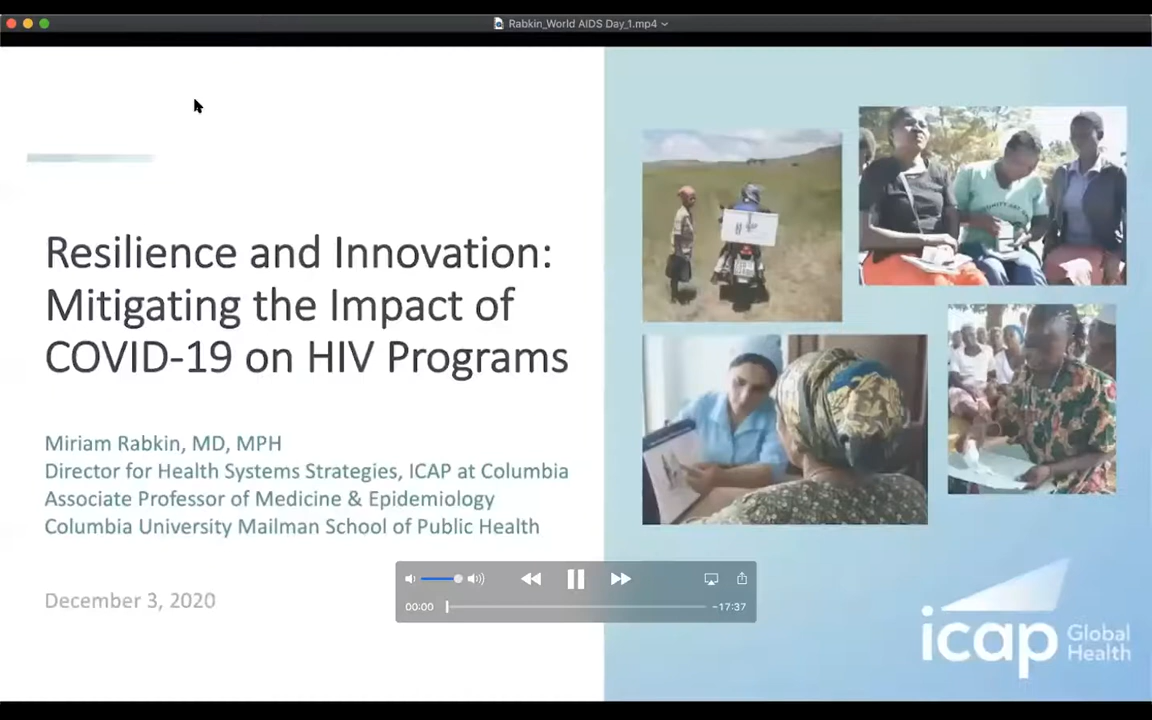 Rabkin_World AIDS Day_1.mp4
Resilience and Innovation:
Mitigating the Impact of
COVID-19 on HIV Programs
Miriam Rabkin, MD, MPH
Director for Health Systems Strategies, ICAP at Columbia
Associate Professor of Medicine & Epidemiology
Columbia University Mailman School of Public Health
December 3, 2020
00:00
-17:37
icap Global
Health